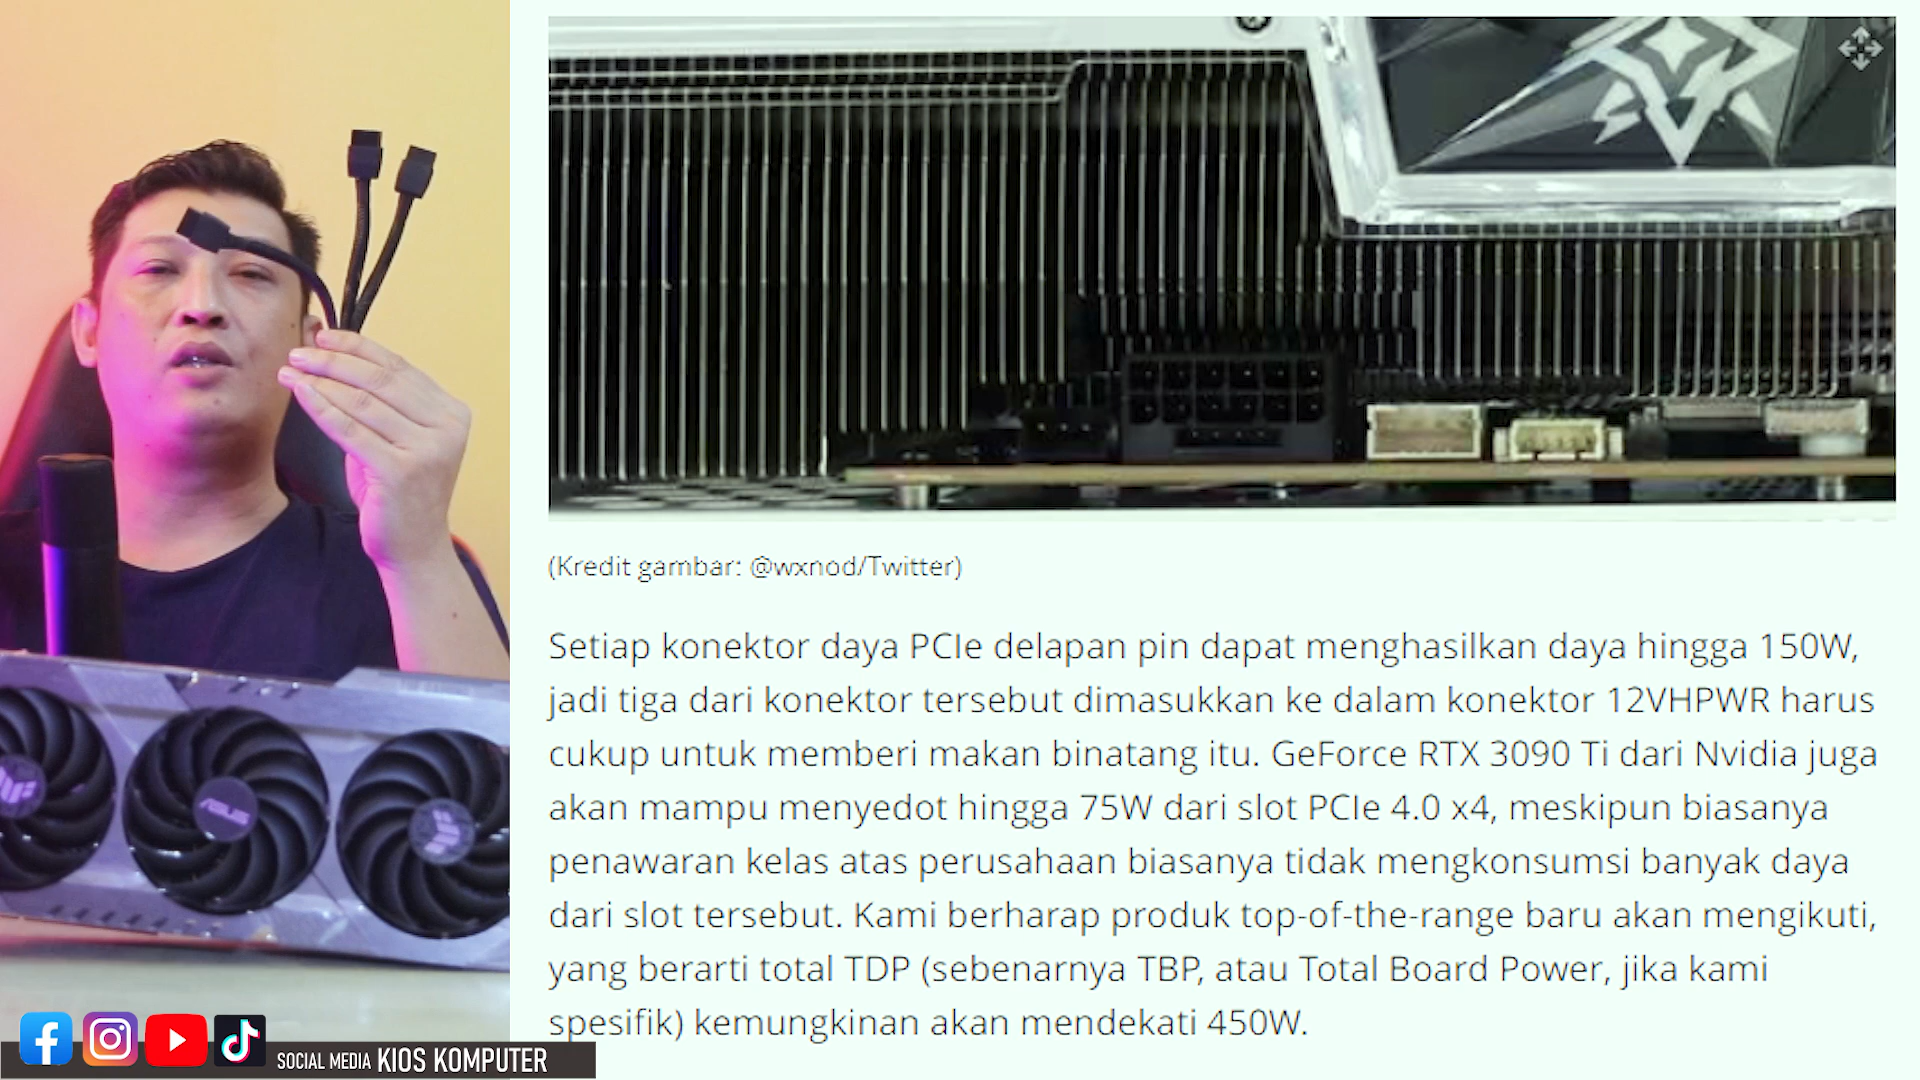 (Kredit gambar: @wxnod/Twitter)
Setiap konektor daya PCIe delapan pin dapat menghasilkan daya hingga 150W,
jadi tiga dari konektor tersebut dimasukkan ke dalam konektor 12VHPWR harus
cukup untuk memberi makan binatang itu. GeForce RTX 3090 Ti dari Nvidia juga
akan mampu menyedot hingga 75W dari slot PCIe 4.0 x4, meskipun biasanya
penawaran kelas atas perusahaan biasanya tidak mengkonsumsi banyak daya
dari slot tersebut. Kami berharap produk top-of-the-range baru akan mengikuti,
yang berarti total TDP (sebenarnya TBP, atau Total Board Power, jika kami
spesifik) kemungkinan akan mendekati 450W.
ASUS
SOCIAL MEDIA KIOS KOMPUTER